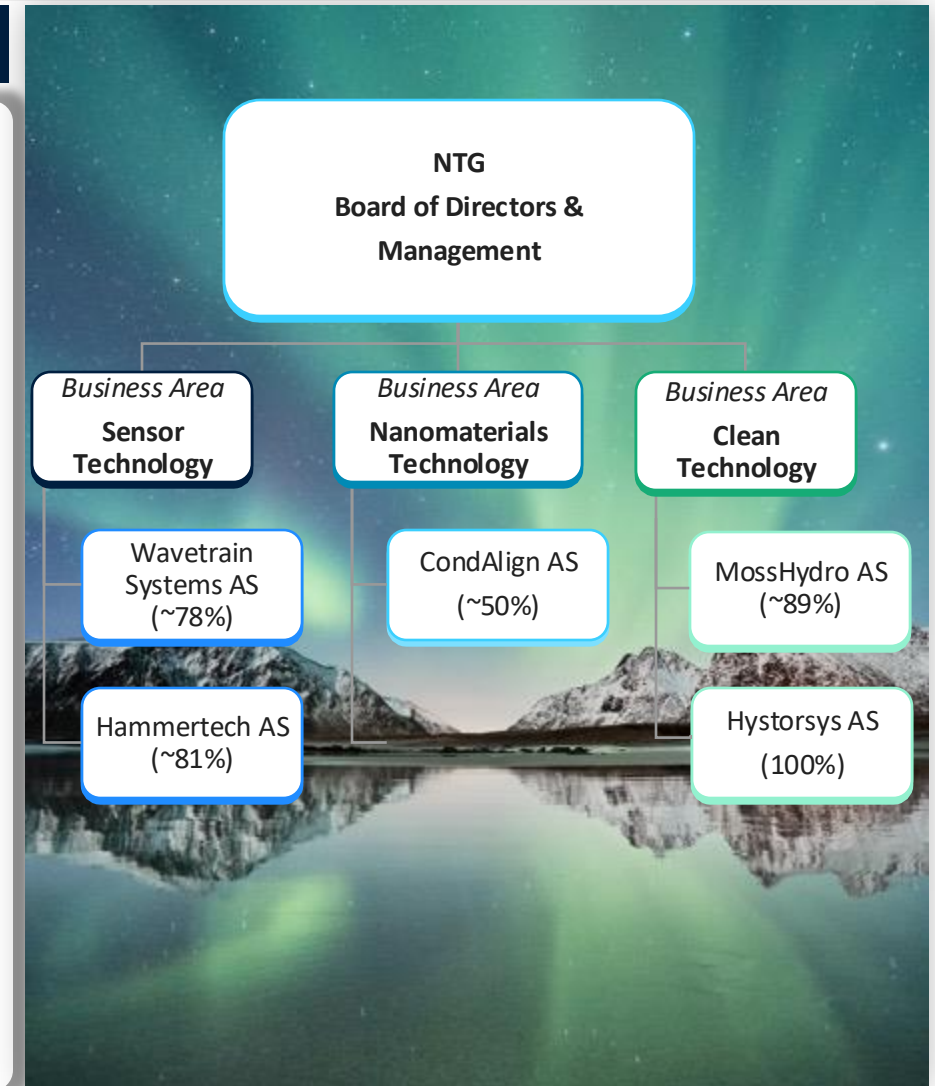 NTG
Board of Directors &
Management
Business Area
Sensor
Technology
Business Area
Nanomaterials
Technology
Business Area
Clean
Technology
Wavetrain
Systems AS
(~78%)
CondAlign AS
(~50%)
MossHydro AS
(~89%)
Hammertech AS
(~81%)
Hystorsys AS
(100%)